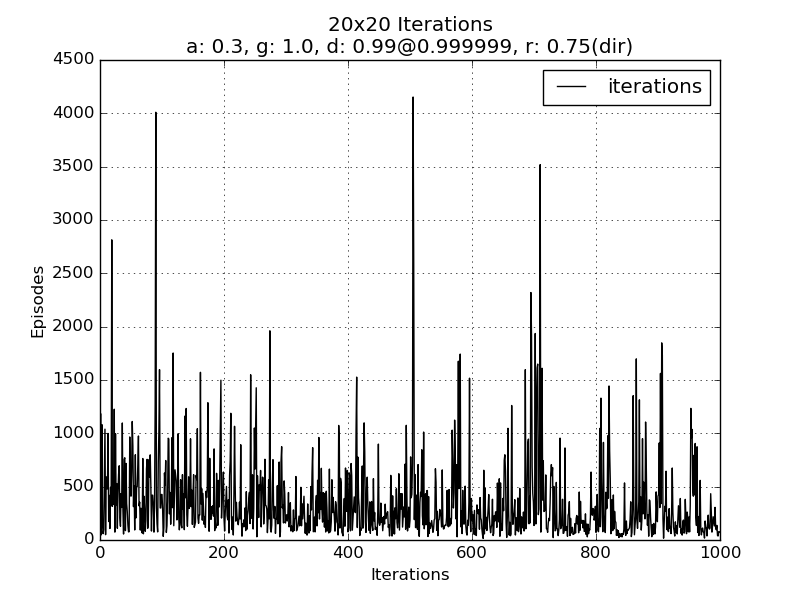 20x20 Iterations
a: 0.3, g: 1.0, d: 0.99@0.999999, r: 0.75(dir)
4500
4000
3500
3000
2500
2000
1500
1000
500
0
iterations
Episodes
0 200 400 600 800 1000
Iterations